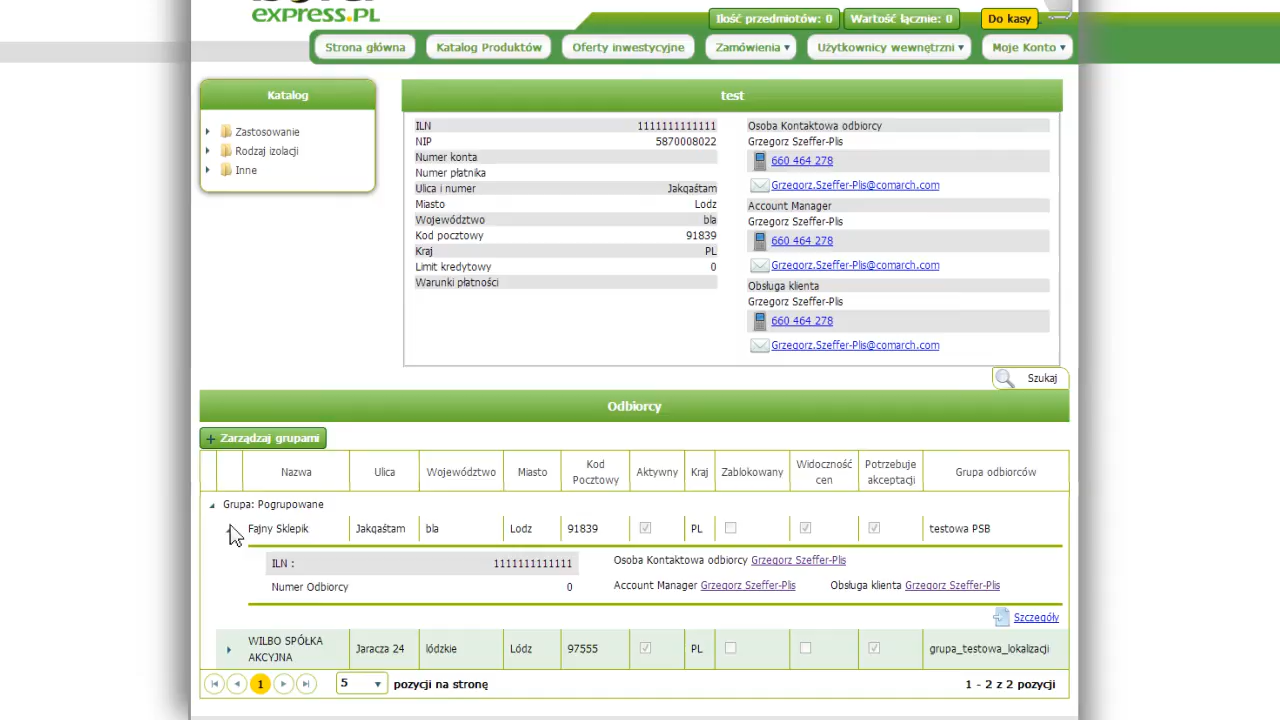 express.PL
Ilość przedmiotów: 0
Wartość łącznie: 0
Do kasy
Strona główna
Katalog Produktów
Oferty inwestycyjne
Zamówienia
Użytkownicy wewnętrzni
Moje Konto
Katalog
Zastosowanie
Rodzaj izolacji
Inne
test
ILN 1111111111111
NIP 5870008022
Numer konta
Numer płatnika
Ulica i numer Jakqaśtam
Miasto Lodz
Województwo bla
Kod pocztowy 91839
Kraj PL
Limit kredytowy 0
Warunki płatności
Osoba Kontaktowa odbiorcy
Grzegorz Szeffer-Plis
660 464 278
Grzegorz.Szeffer-Plis@comarch.com
Account Manager
Grzegorz Szeffer-Plis
660 464 278
Grzegorz.Szeffer-Plis@comarch.com
Obsługa klienta
Grzegorz Szeffer-Plis
660 464 278
Grzegorz.Szeffer-Plis@comarch.com
Szukaj
Odbiorcy
+ Zarządzaj grupami
Nazwa Ulica Województwo Miasto Kod Pocztowy Aktywny Kraj Zablokowany Widoczność cen Potrzebuje akceptacji Grupa odbiorców
Grupa: Pogrupowane
Fajny Sklepik Jakqaśtam bla Lodz 91839 PL testowa PSB
ILN : 1111111111111
Osoba Kontaktowa odbiorcy Grzegorz Szeffer-Plis
Numer Odbiorcy 0
Account Manager Grzegorz Szeffer-Plis
Obsługa klienta Grzegorz Szeffer-Plis
Szczegóły
WILBO SPÓŁKA AKCYJNA Jaracza 24 łódzkie Łódz 97555 PL grupa_testowa_lokalizacji
1
5
pozycji na stronę
1 - 2 z 2 pozycji